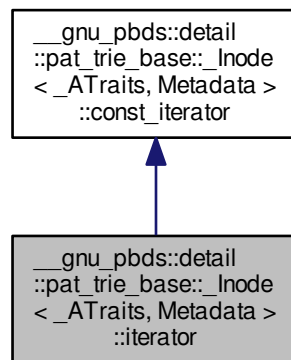 __gnu_pbds::detail
::pat_trie_base::_Inode
< _ATraits, Metadata >
::const_iterator
__gnu_pbds::detail
::pat_trie_base::_Inode
< _ATraits, Metadata >
::iterator